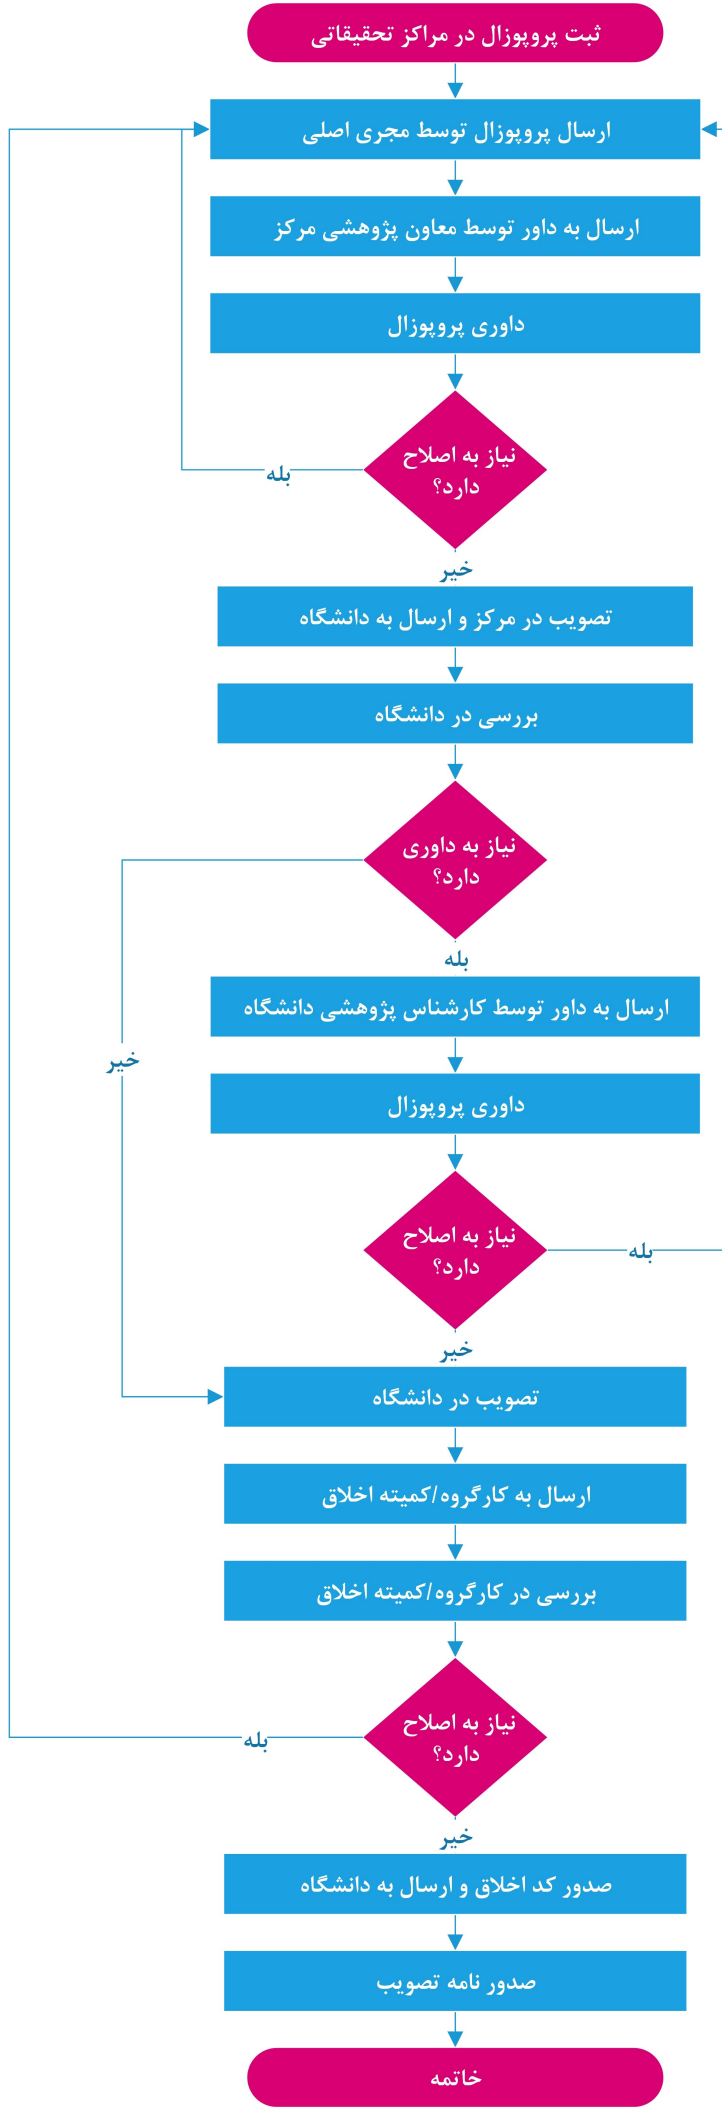 ثبت پروپوزال در مراکز تحقیقاتی
ارسال پروپوزال توسط مجری اصلی
ارسال به داور توسط معاون پژوهشی مرکز
داوری پروپوزال
نیاز به اصلاح
دارد؟
بله
خیر
تصویب در مرکز و ارسال به دانشگاه
بررسی در دانشگاه
نیاز به داوری
دارد؟
بله
ارسال به داور توسط کارشناس پژوهشی دانشگاه
خیر
داوری پروپوزال
نیاز به اصلاح
دارد؟
بله
خیر
تصویب در دانشگاه
ارسال به کارگروه/کمیته اخلاق
بررسی در کارگروه/کمیته اخلاق
نیاز به اصلاح
دارد؟
بله
خیر
صدور کد اخلاق و ارسال به دانشگاه
صدور نامه تصویب
خاتمه